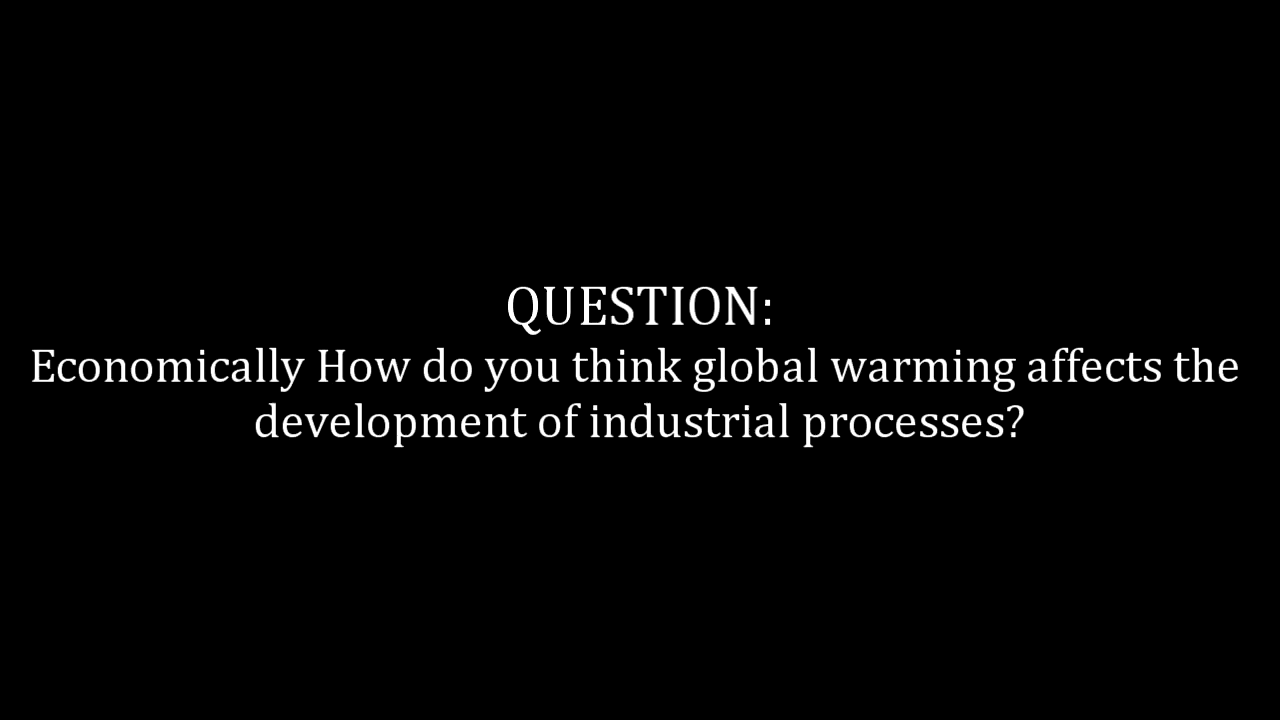 QUESTION:
Economically How do you think global warming affects the
development of industrial processes?